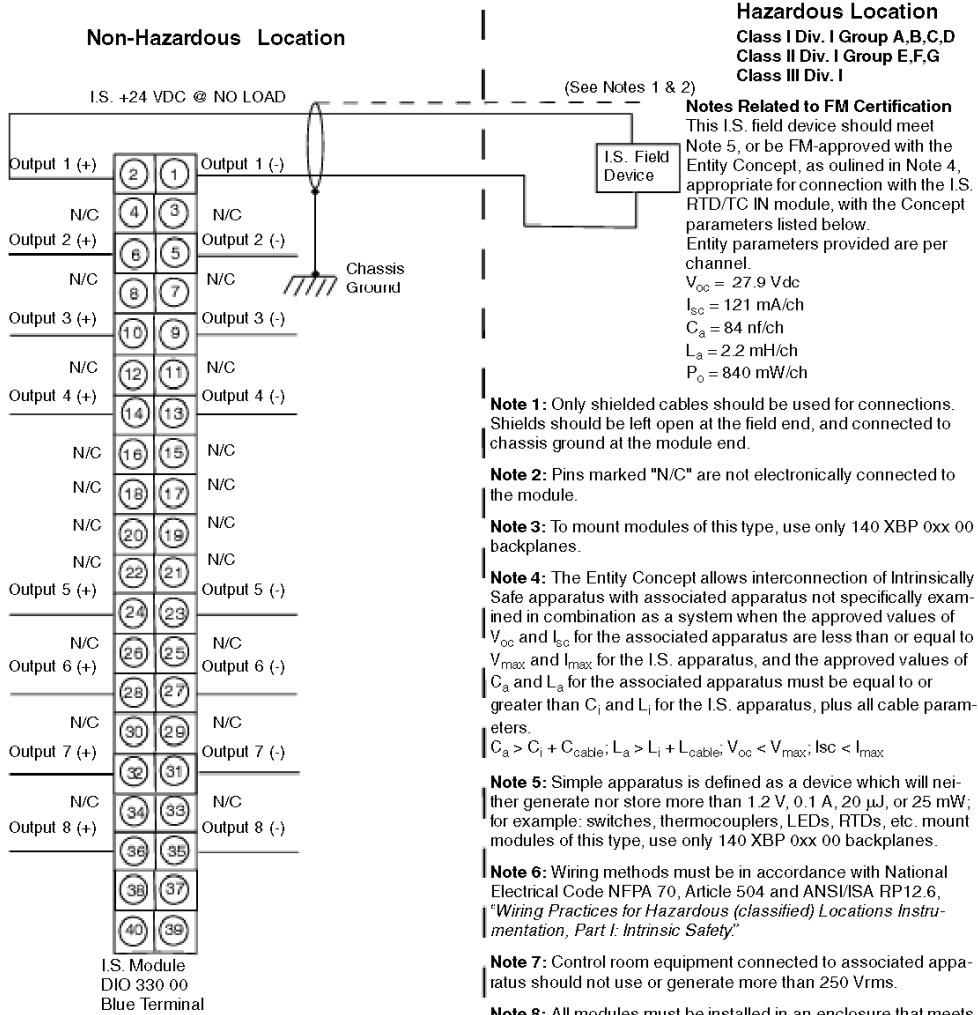 Non-Hazardous Location
Hazardous Location
Class I Div. I Group A,B,C,D
Class II Div. I Group E,F,G
Class III Div. I
I.S. +24 VDC @ NO LOAD
(See Notes 1 & 2)
Output 1 (+) 2 1 Output 1 (-)
N/C 4 3 N/C
Output 2 (+) 6 5 Output 2 (-)
N/C 8 7 N/C
Output 3 (+) 10 9 Output 3 (-)
N/C 12 11 N/C
Output 4 (+) 14 13 Output 4 (-)
N/C 16 15 N/C
N/C 18 17 N/C
N/C 20 19 N/C
N/C 22 21 N/C
Output 5 (+) 24 23 Output 5 (-)
N/C 26 25 N/C
Output 6 (+) 28 27 Output 6 (-)
N/C 30 29 N/C
Output 7 (+) 32 31 Output 7 (-)
N/C 34 33 N/C
Output 8 (+) 36 35 Output 8 (-)
38 37
40 39
I.S. Module
DIO 330 00
Blue Terminal
Chassis
Ground
I.S. Field
Device
Notes Related to FM Certification
This I.S. field device should meet
Note 5, or be FM-approved with the
Entity Concept, as oulined in Note 4,
appropriate for connection with the I.S.
RTD/TC IN module, with the Concept
parameters listed below.
Entity parameters provided are per
channel.
Voc = 27.9 Vdc
Isc = 121 mA/ch
Ca = 84 nf/ch
La = 2.2 mH/ch
Po = 840 mW/ch
Note 1: Only shielded cables should be used for connections.
Shields should be left open at the field end, and connected to
chassis ground at the module end.
Note 2: Pins marked "N/C" are not electronically connected to
the module.
Note 3: To mount modules of this type, use only 140 XBP 0xx 00
backplanes.
Note 4: The Entity Concept allows interconnection of Intrinsically
Safe apparatus with associated apparatus not specifically exam-
ined in combination as a system when the approved values of
Voc and Isc for the associated apparatus are less than or equal to
Vmax and Imax for the I.S. apparatus, and the approved values of
Ca and La for the associated apparatus must be equal to or
greater than Ci and Li for the I.S. apparatus, plus all cable param-
eters.
Ca > Ci + Ccable; La > Li + Lcable; Voc < Vmax; Isc < Imax
Note 5: Simple apparatus is defined as a device which will nei-
ther generate nor store more than 1.2 V, 0.1 A, 20 µJ, or 25 mW;
for example: switches, thermocouplers, LEDs, RTDs, etc. mount
modules of this type, use only 140 XBP 0xx 00 backplanes.
Note 6: Wiring methods must be in accordance with National
Electrical Code NFPA 70, Article 504 and ANSI/ISA RP12.6,
"Wiring Practices for Hazardous (classified) Locations Instru-
mentation, Part I: Intrinsic Safety."
Note 7: Control room equipment connected to associated appa-
ratus should not use or generate more than 250 Vrms.
Note 8: All modules must be installed in an enclosure that meets